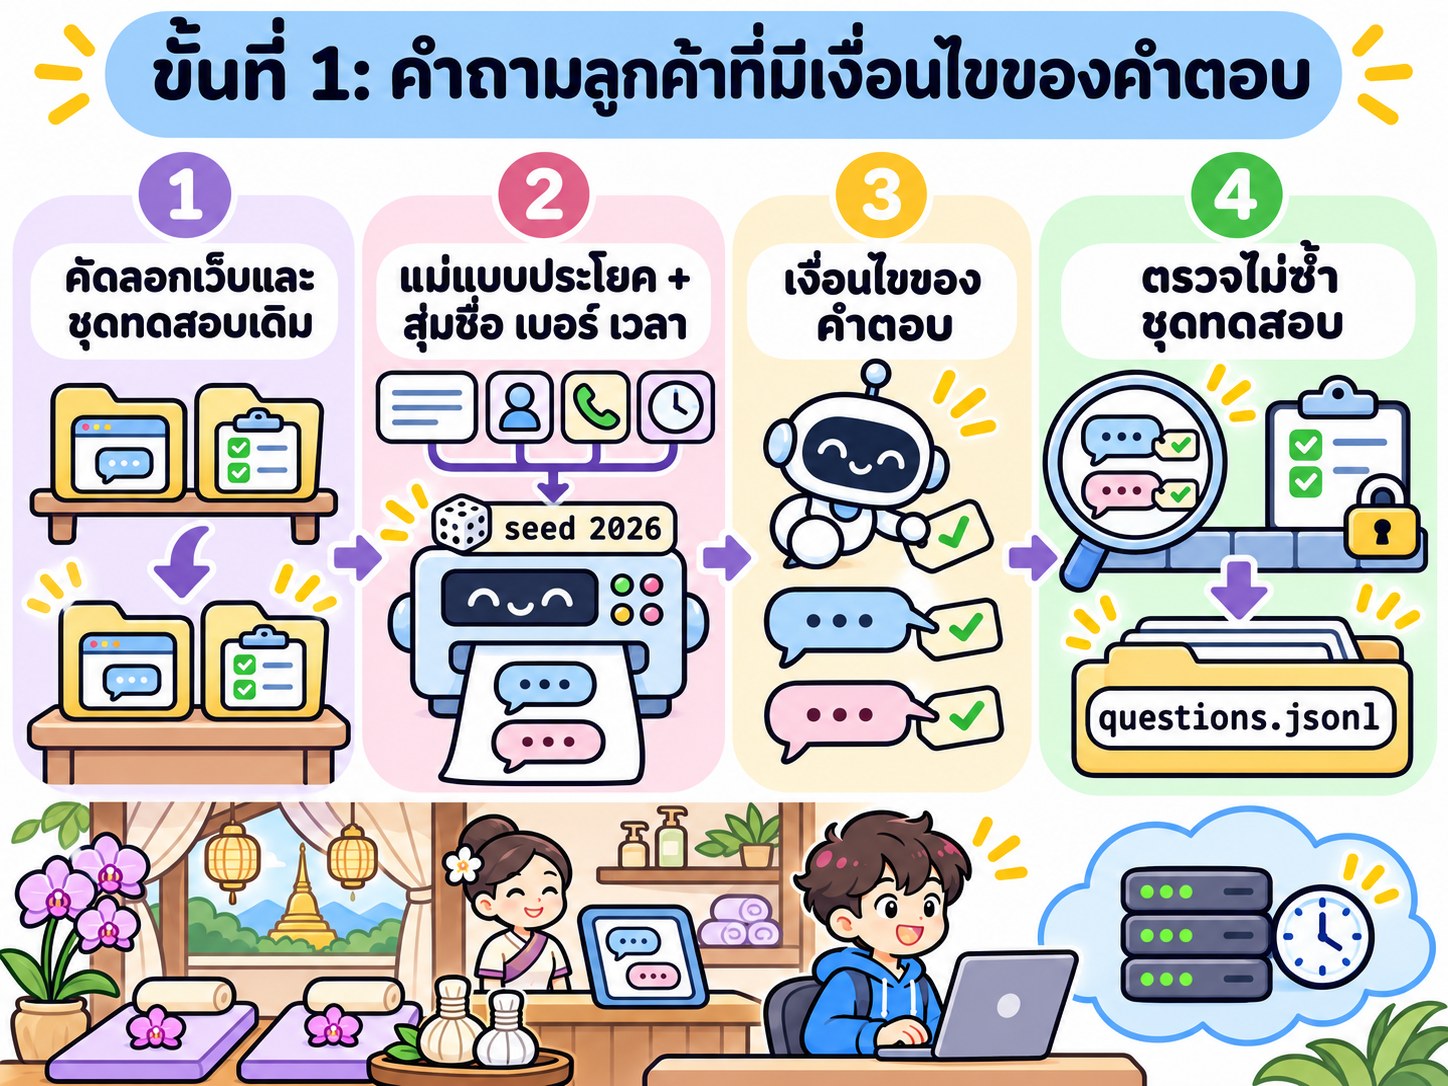 ขั้นที่ 1: คำถามลูกค้าที่มีเงื่อนไขของคำตอบ
1
คัดลอกเว็บและ
ชุดทดสอบเดิม
2
แม่แบบประโยค +
สุ่มชื่อ เบอร์ เวลา
seed 2026
3
เงื่อนไขของ
คำตอบ
4
ตรวจไม่ซ้ำ
ชุดทดสอบ
questions.jsonl